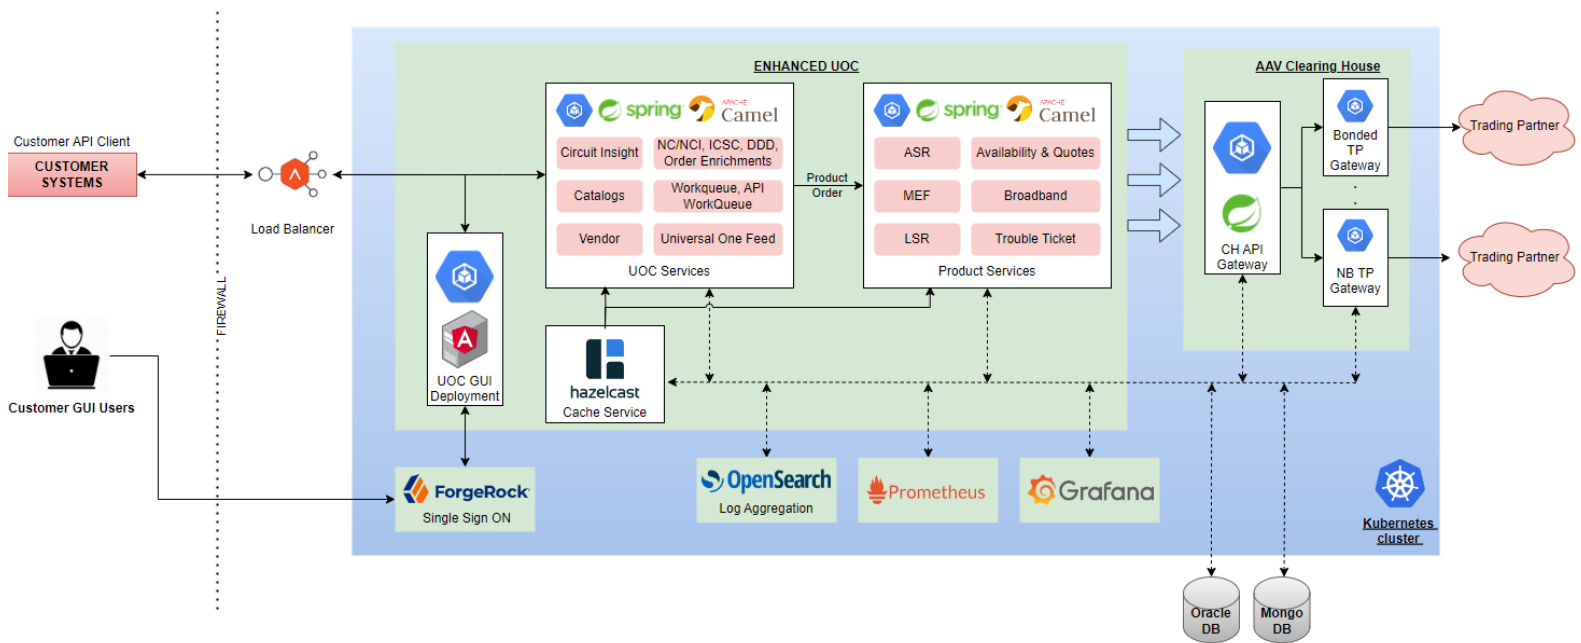 ENHANCED UOC
AAV Clearing House
spring
APACHE
Camel
spring
APACHE
Camel
Customer API Client
CUSTOMER
SYSTEMS
Load Balancer
FIREWALL
Customer GUI Users
Circuit Insight
NC/NCI, ICSC, DDD,
Order Enrichments
Catalogs
Workqueue, API
WorkQueue
Vendor
Universal One Feed
UOC Services
Product
Order
ASR
Availability & Quotes
MEF
Broadband
LSR
Trouble Ticket
Product Services
CH API
Gateway
Bonded
TP
Gateway
NB TP
Gateway
Trading Partner
Trading Partner
UOC GUI
Deployment
hazelcast
Cache Service
ForgeRock
Single Sign ON
OpenSearch
Log Aggregation
Prometheus
Grafana
Kubernetes
cluster
Oracle
DB
Mongo
DB